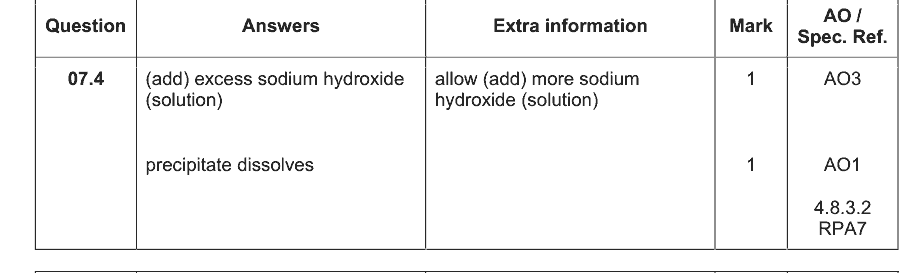 Question Answers Extra information Mark AO /
Spec. Ref.
07.4 (add) excess sodium hydroxide allow (add) more sodium 1 AO3
(solution) hydroxide (solution)
precipitate dissolves 1 AO1
4.8.3.2
RPA7